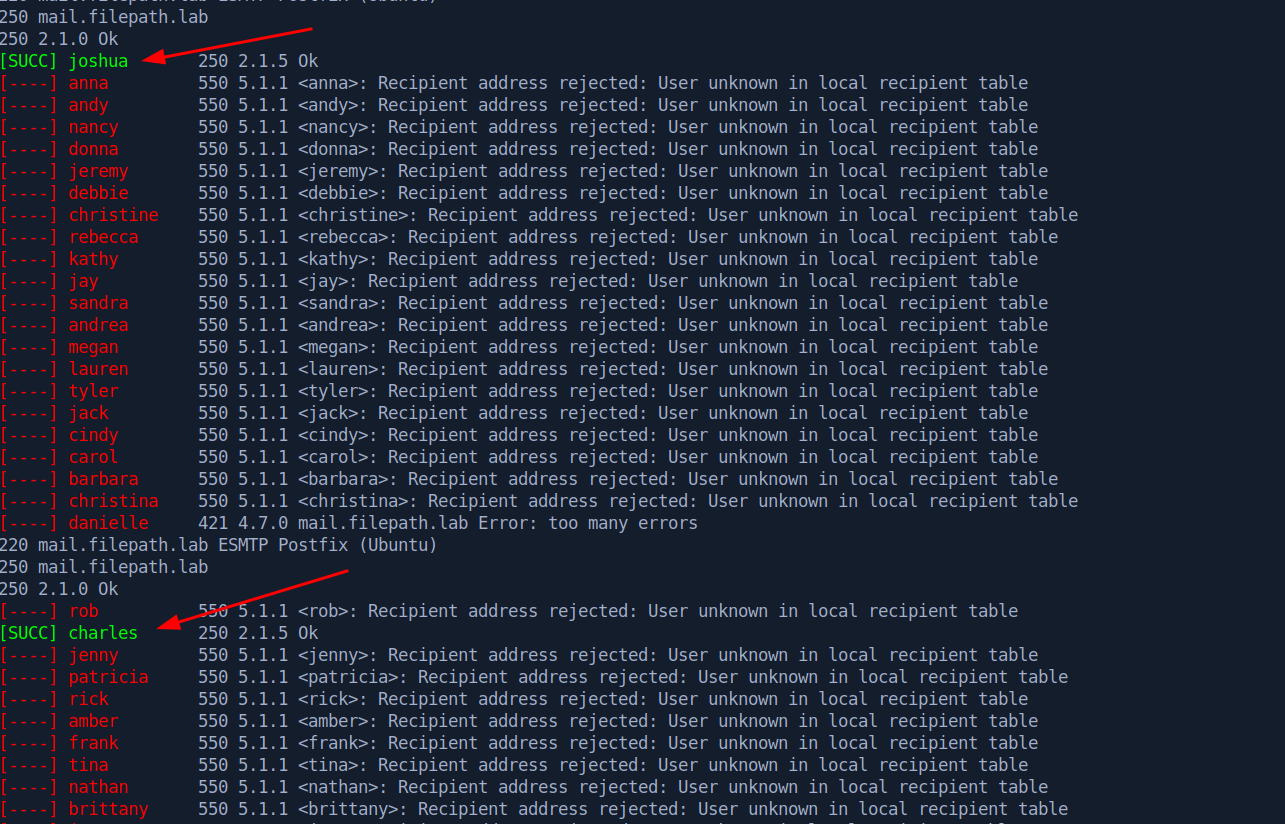 220 mail.filepath.lab ESMTP Postfix (Ubuntu)
250 mail.filepath.lab
250 2.1.0 Ok
[SUCC] joshua 250 2.1.5 Ok
[----] anna 550 5.1.1 <anna>: Recipient address rejected: User unknown in local recipient table
[----] andy 550 5.1.1 <andy>: Recipient address rejected: User unknown in local recipient table
[----] nancy 550 5.1.1 <nancy>: Recipient address rejected: User unknown in local recipient table
[----] donna 550 5.1.1 <donna>: Recipient address rejected: User unknown in local recipient table
[----] jeremy 550 5.1.1 <jeremy>: Recipient address rejected: User unknown in local recipient table
[----] debbie 550 5.1.1 <debbie>: Recipient address rejected: User unknown in local recipient table
[----] christine 550 5.1.1 <christine>: Recipient address rejected: User unknown in local recipient table
[----] rebecca 550 5.1.1 <rebecca>: Recipient address rejected: User unknown in local recipient table
[----] kathy 550 5.1.1 <kathy>: Recipient address rejected: User unknown in local recipient table
[----] jay 550 5.1.1 <jay>: Recipient address rejected: User unknown in local recipient table
[----] sandra 550 5.1.1 <sandra>: Recipient address rejected: User unknown in local recipient table
[----] andrea 550 5.1.1 <andrea>: Recipient address rejected: User unknown in local recipient table
[----] megan 550 5.1.1 <megan>: Recipient address rejected: User unknown in local recipient table
[----] lauren 550 5.1.1 <lauren>: Recipient address rejected: User unknown in local recipient table
[----] tyler 550 5.1.1 <tyler>: Recipient address rejected: User unknown in local recipient table
[----] jack 550 5.1.1 <jack>: Recipient address rejected: User unknown in local recipient table
[----] cindy 550 5.1.1 <cindy>: Recipient address rejected: User unknown in local recipient table
[----] carol 550 5.1.1 <carol>: Recipient address rejected: User unknown in local recipient table
[----] barbara 550 5.1.1 <barbara>: Recipient address rejected: User unknown in local recipient table
[----] christina 550 5.1.1 <christina>: Recipient address rejected: User unknown in local recipient table
[----] danielle 421 4.7.0 mail.filepath.lab Error: too many errors
220 mail.filepath.lab ESMTP Postfix (Ubuntu)
250 mail.filepath.lab
250 2.1.0 Ok
[----] rob 550 5.1.1 <rob>: Recipient address rejected: User unknown in local recipient table
[SUCC] charles 250 2.1.5 Ok
[----] jenny 550 5.1.1 <jenny>: Recipient address rejected: User unknown in local recipient table
[----] patricia 550 5.1.1 <patricia>: Recipient address rejected: User unknown in local recipient table
[----] rick 550 5.1.1 <rick>: Recipient address rejected: User unknown in local recipient table
[----] amber 550 5.1.1 <amber>: Recipient address rejected: User unknown in local recipient table
[----] frank 550 5.1.1 <frank>: Recipient address rejected: User unknown in local recipient table
[----] tina 550 5.1.1 <tina>: Recipient address rejected: User unknown in local recipient table
[----] nathan 550 5.1.1 <nathan>: Recipient address rejected: User unknown in local recipient table
[----] brittany 550 5.1.1 <brittany>: Recipient address rejected: User unknown in local recipient table